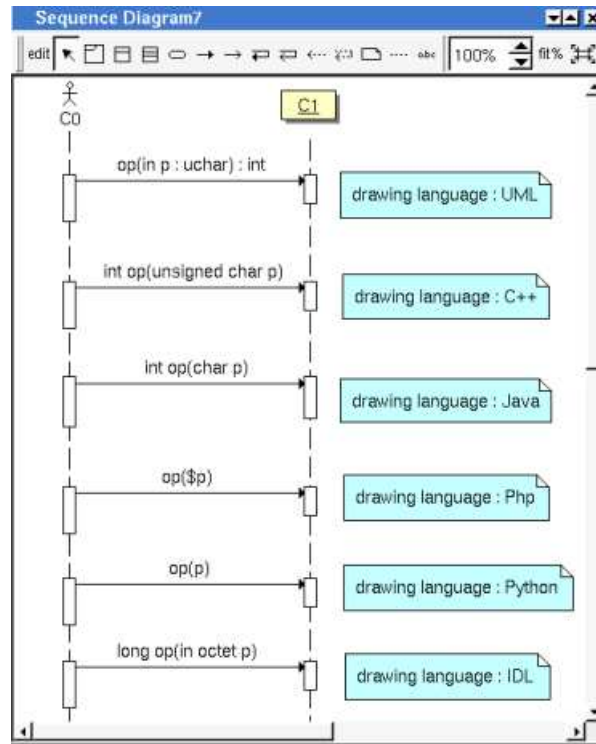 Sequence Diagram7
edit
abc
100%
fit%
C0
C1
op(in p : uchar) : int
drawing language : UML
int op(unsigned char p)
drawing language : C++
int op(char p)
drawing language : Java
op($p)
drawing language : Php
op(p)
drawing language : Python
long op(in octet p)
drawing language : IDL